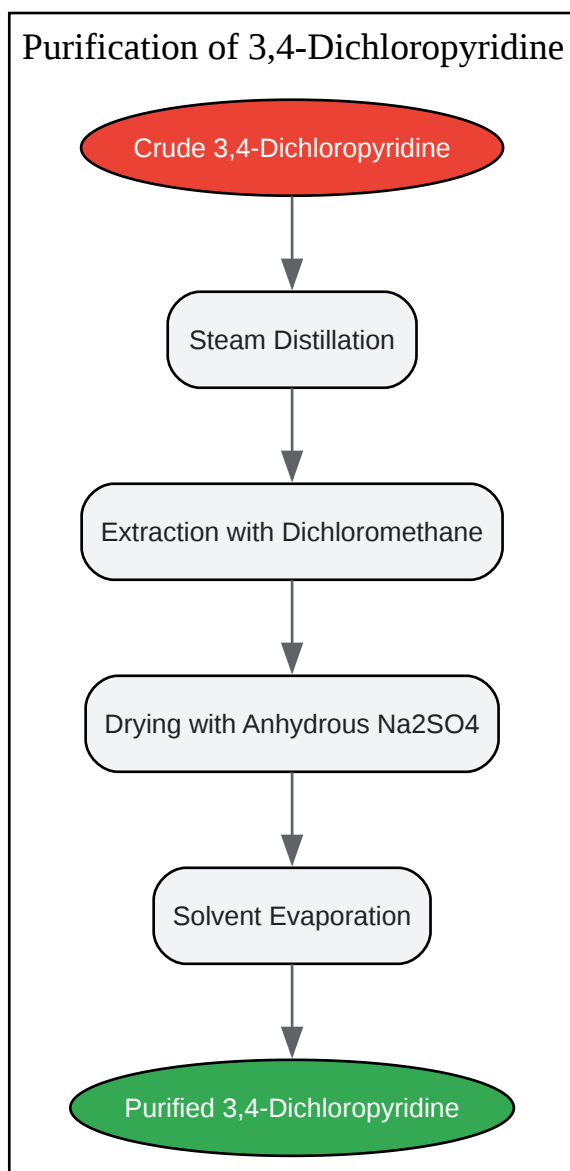 Purification of 3,4-Dichloropyridine
Crude 3,4-Dichloropyridine
Steam Distillation
Extraction with Dichloromethane
Drying with Anhydrous Na2SO4
Solvent Evaporation
Purified 3,4-Dichloropyridine